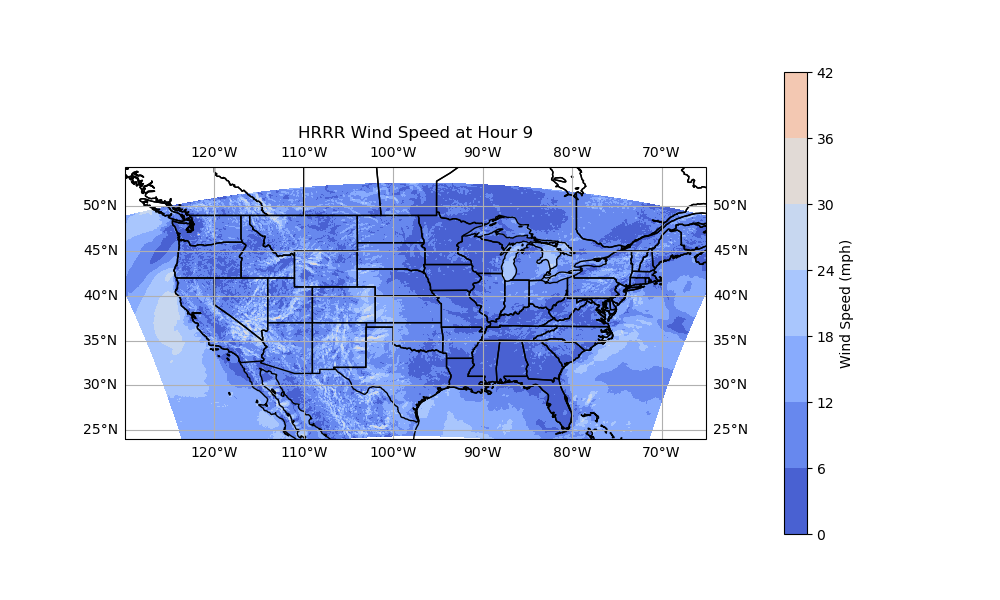 HRRR Wind Speed at Hour 9
120°W 110°W 100°W 90°W 80°W 70°W
50°N
45°N 45°N
40°N 40°N
35°N 35°N
30°N 30°N
25°N 25°N
120°W 110°W 100°W 90°W 80°W 70°W
42
36
30
24
18
12
6
0
Wind Speed (mph)